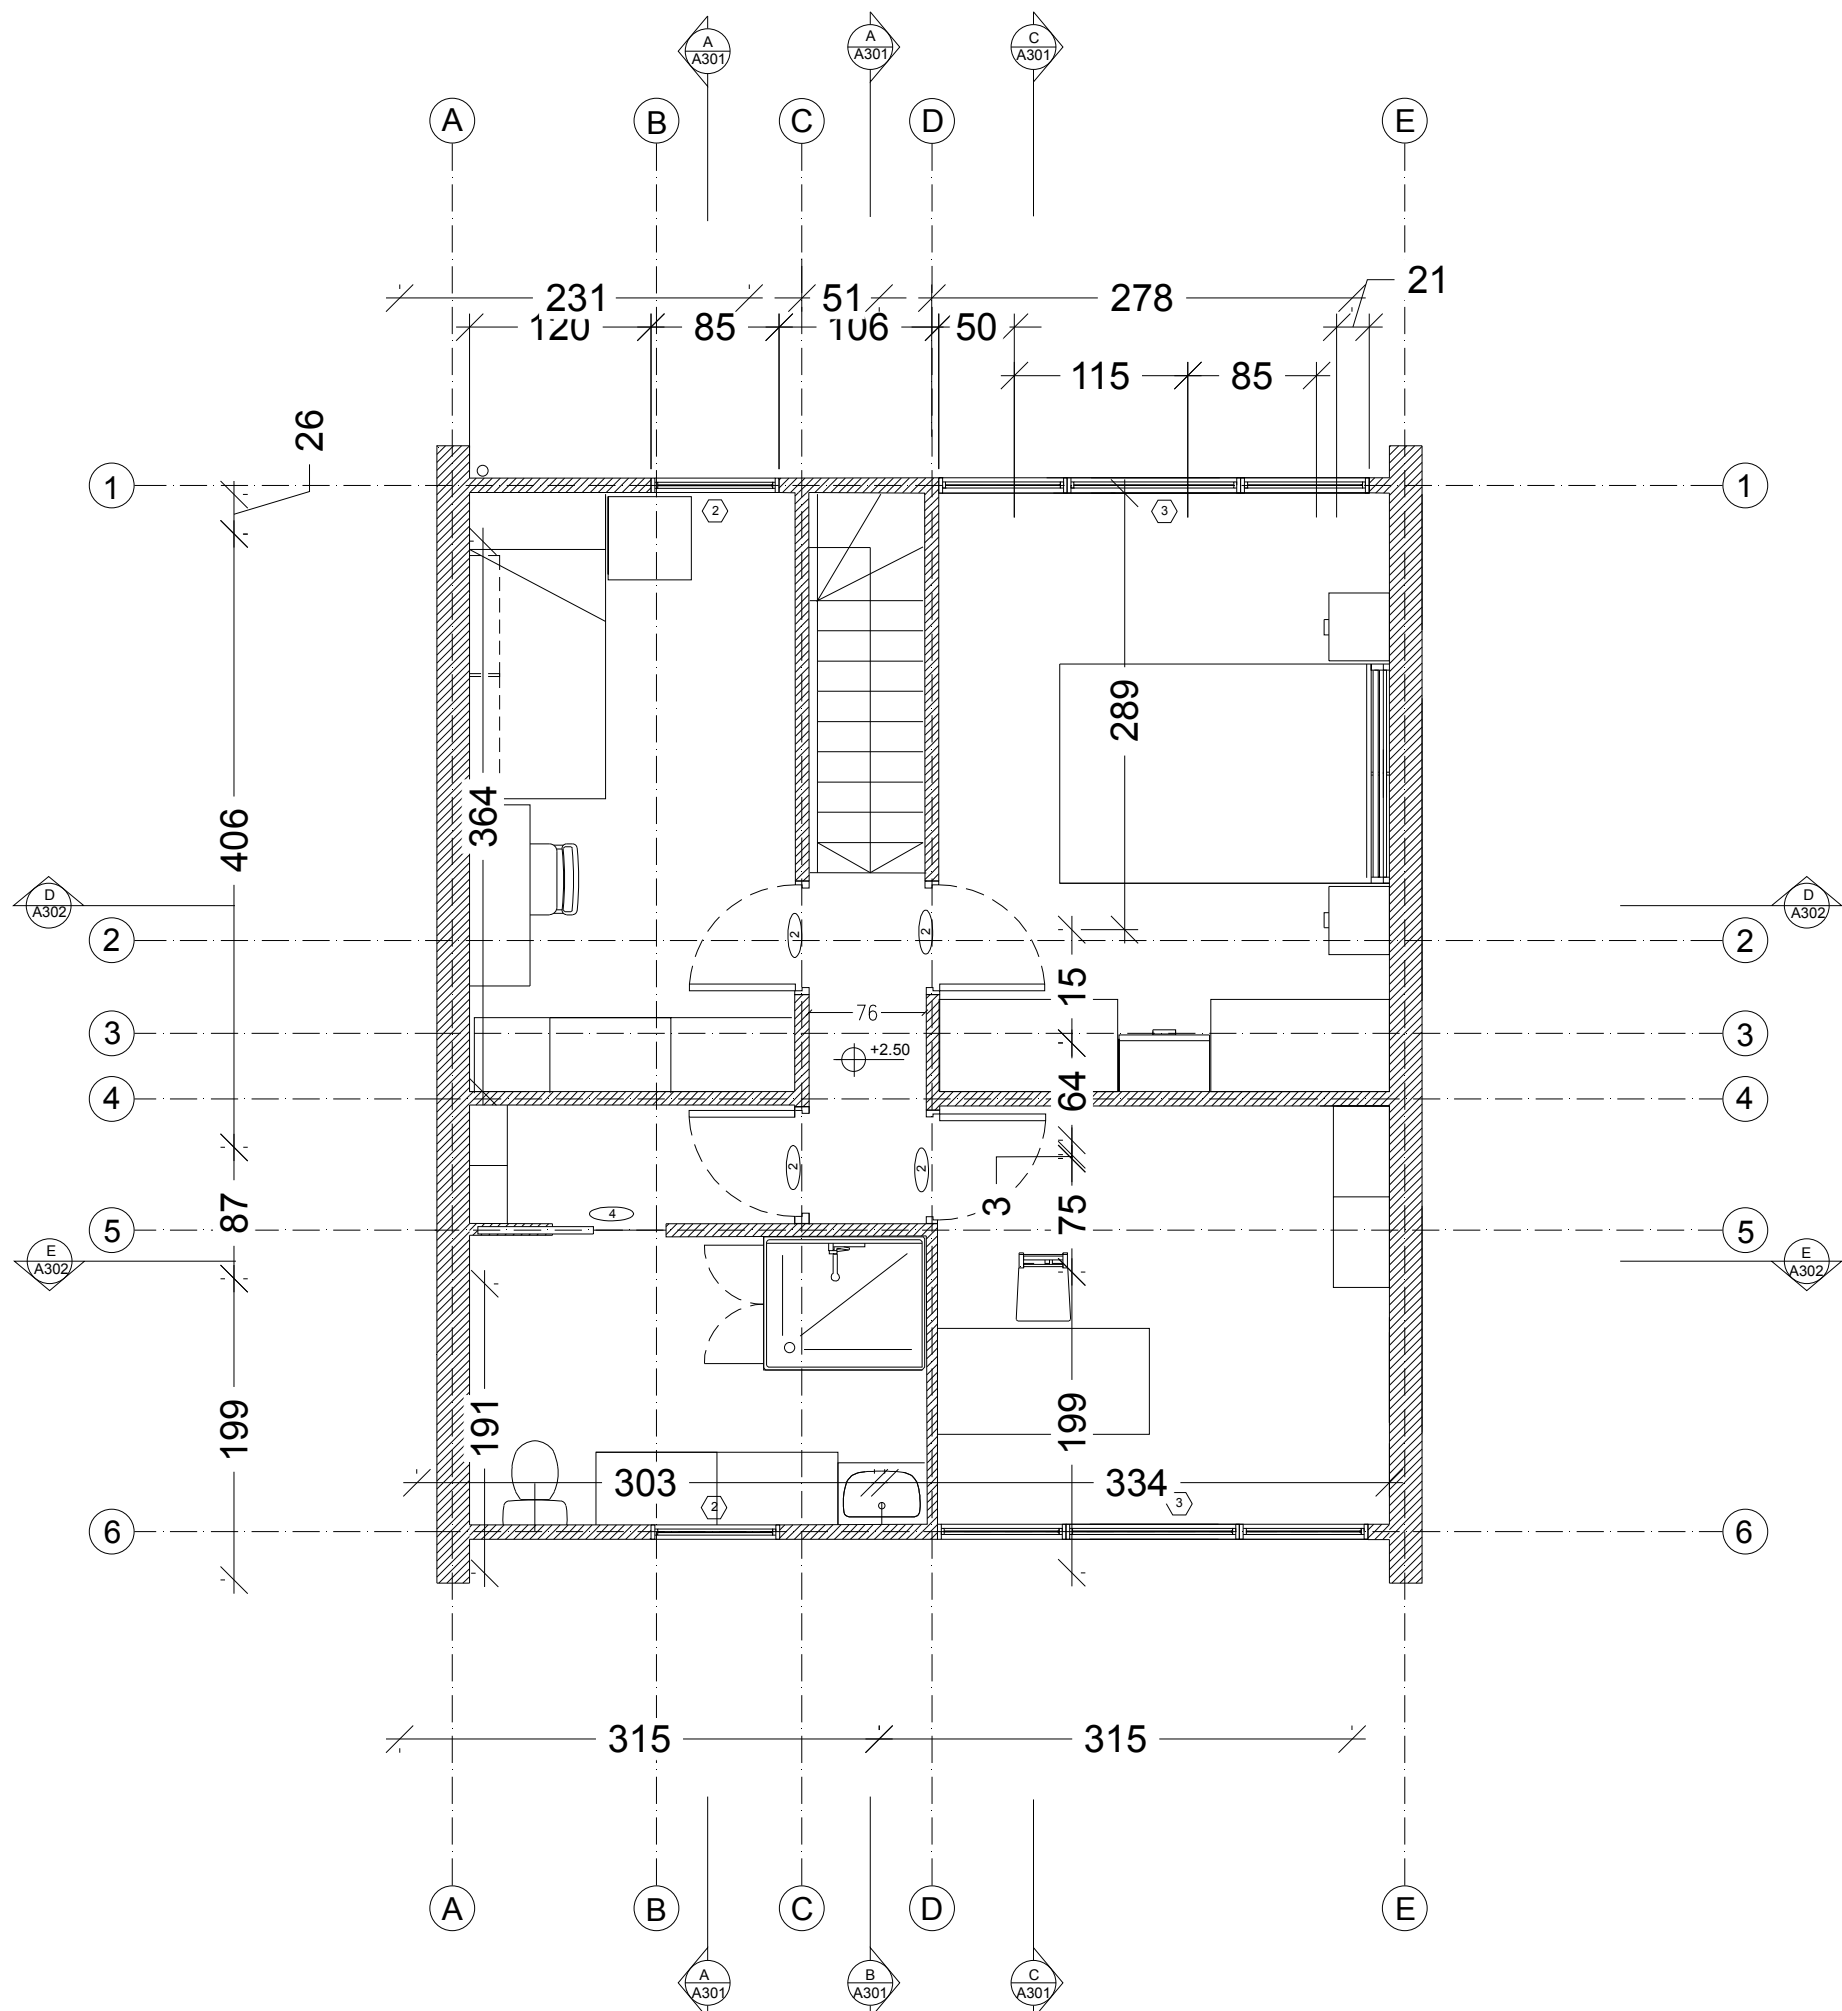 A A C
A301 A301 A301
A B C D E
21
231 51 278
120 85 106 50
115 85
26
1 1
2 3
289
364
406
D D
A302 A302
2 2 2 2
15
76
3 3
+2.50
64
4 4
2 2
3
87 75
4
5 5
E E
A302 A302
191 199
199
303 334
2 3
6 6
315 315
A B C D E
A B C
A301 A301 A301